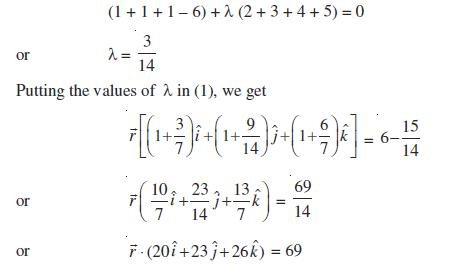 (1 + 1 + 1 – 6) + λ (2 + 3 + 4 + 5) = 0
or λ = 3/14
Putting the values of λ in (1), we get
r⃗ [(1+3/7) î + (1+9/14) ĵ + (1+6/7) k̂] = 6–15/14
or r⃗ (10/7 î + 23/14 ĵ + 13/7 k̂) = 69/14
or r⃗ · (20î + 23ĵ + 26k̂) = 69